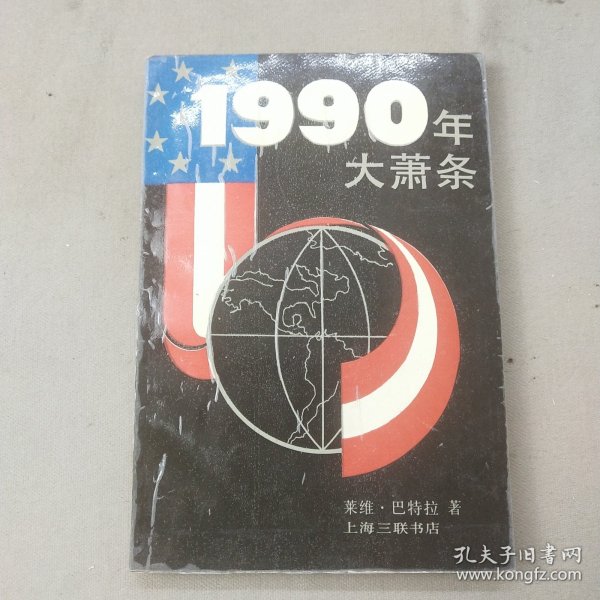 1990年
大萧条
莱维·巴特拉 著
上海三联书店
孔夫子旧书网
www.kongfz.com